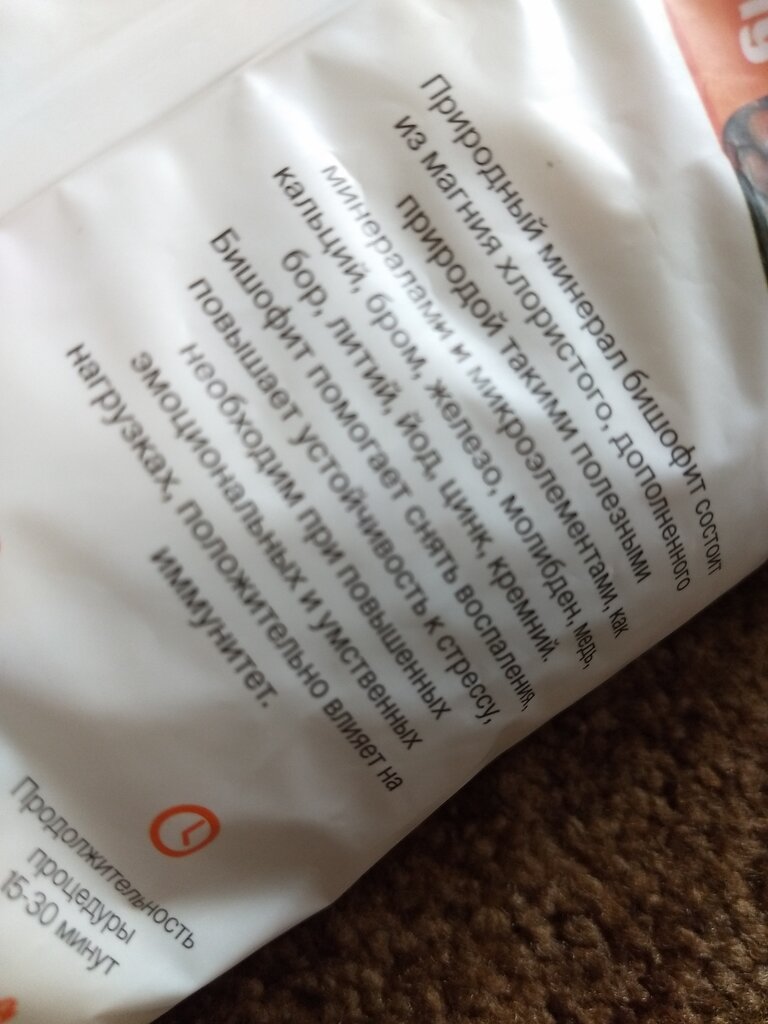 Природный минерал бишофит состоит
из магния хлористого, дополненного
природой такими полезными
минералами и микроэлементами, как
кальций, бром, железо, молибден, медь,
бор, литий, йод, цинк, кремний.
Бишофит помогает снять воспаления,
повышает устойчивость к стрессу,
необходим при повышенных
эмоциональных и умственных
нагрузках, положительно влияет на
иммунитет.
Продолжительность
процедуры
15-30 минут